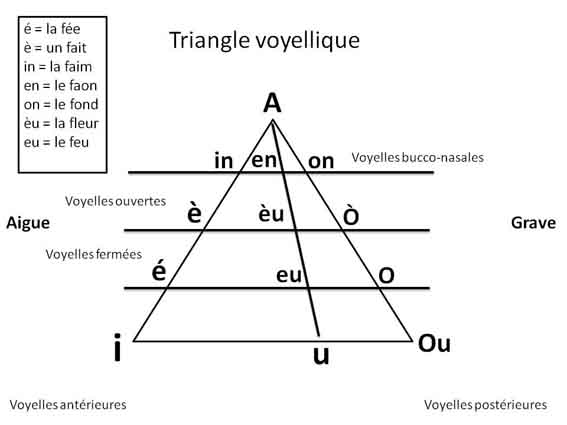 é = la fée
è = un fait
in = la faim
en = le faon
on = le fond
èu = la fleur
eu = le feu
Triangle voyellique
A
in en on Voyelles bucco-nasales
Voyelles ouvertes
Aigue è èu Ò Grave
Voyelles fermées
é eu O
i u Ou
Voyelles antérieures Voyelles postérieures